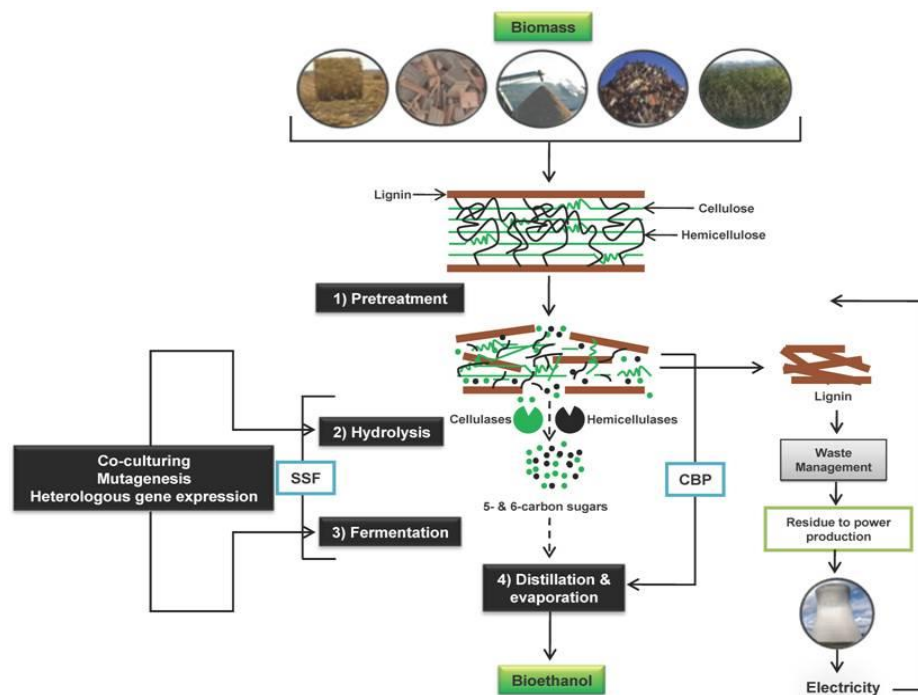 Biomass
Lignin
Cellulose
Hemicellulose
1) Pretreatment
Cellulases
Hemicellulases
Lignin
2) Hydrolysis
Co-culturing
Mutagenesis
Heterologous gene expression
SSF
CBP
Waste
Management
5- & 6-carbon sugars
Residue to power
production
3) Fermentation
4) Distillation &
evaporation
Bioethanol
Electricity